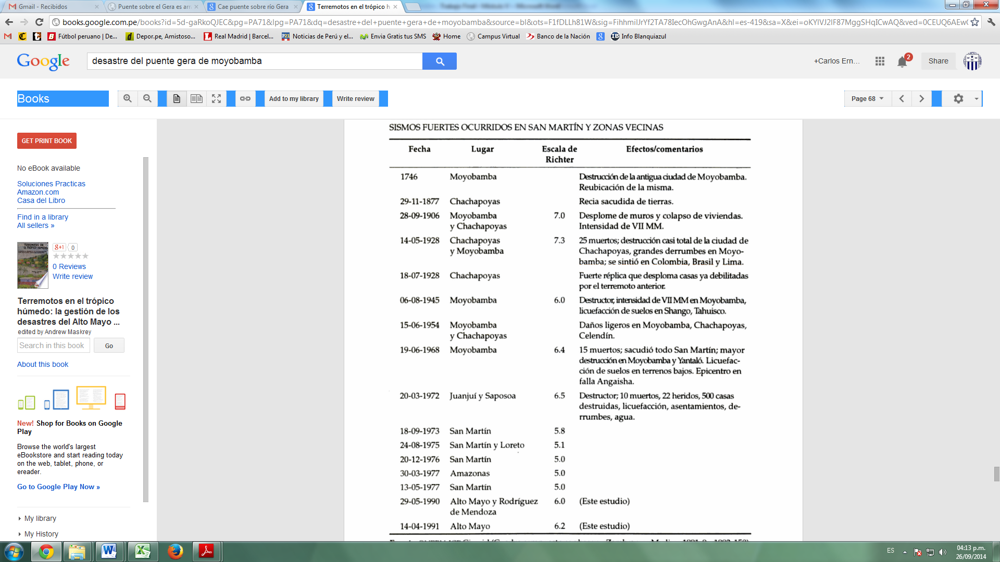 Gmail - Recibidos
Puente sobre el Gera es arr
Cae puente sobre río Gera
Terremotos en el trópico h
books.google.com.pe/books?id=5d-gaRkoQJEC&pg=PA71&lpg=PA71&dq=desastre+del+puente+gera+de+moyobamba&source=bl&ots=F1fDLLh81W&sig=FihhmilJrYf2TA78IecOhGwgAnA&hl=es-419&sa=X&ei=oKYIVJ2IF87MggSHqICwAQ&ved=0CEUQ6AEwC
Fútbol peruano | De...
Depor.pe, Amistoso...
Real Madrid | Barcel...
Noticias de Perú y el...
Envia Gratis tus SMS
Home
Campus Virtual
Banco de la Nación
Info Blanquiazul
Google
desastre del puente gera de moyobamba
+Carlos Ern...
2
Share
Books
Add to my library
Write review
Page 68
GET PRINT BOOK
No eBook available
Soluciones Practicas
Amazon.com
Casa del Libro
Find in a library
All sellers »
g+1 0
0 Reviews
Write review
Terremotos en el trópico
húmedo: la gestión de los
desastres del Alto Mayo ...
edited by Andrew Maskrey
Search in this book Go
About this book
New! Shop for Books on Google
Play
Browse the world's largest
eBookstore and start reading today
on the web, tablet, phone, or
ereader.
Go to Google Play Now »
My library
My History
SISMOS FUERTES OCURRIDOS EN SAN MARTÍN Y ZONAS VECINAS
Fecha Lugar Escala de Efectos/comentarios
Richter
1746 Moyobamba Destrucción de la antigua ciudad de Moyobamba.
Reubicación de la misma.
29-11-1877 Chachapoyas Recia sacudida de tierras.
28-09-1906 Moyobamba 7.0 Desplome de muros y colapso de viviendas.
y Chachapoyas Intensidad de VII MM.
14-05-1928 Chachapoyas 7.3 25 muertos; destrucción casi total de la ciudad de
y Moyobamba Chachapoyas, grandes derrumbes en Moyo-
bamba; se sintió en Colombia, Brasil y Lima.
18-07-1928 Chachapoyas Fuerte réplica que desploma casas ya debilitadas
por el terremoto anterior.
06-08-1945 Moyobamba 6.0 Destructor, intensidad de VII MM en Moyobamba,
licuefacción de suelos en Shango, Tahuisco.
15-06-1954 Moyobamba Daños ligeros en Moyobamba, Chachapoyas,
y Chachapoyas Celendín.
19-06-1968 Moyobamba 6.4 15 muertos; sacudió todo San Martín; mayor
destrucción en Moyobamba y Yantaló. Licuefac-
ción de suelos en terrenos bajos. Epicentro en
falla Angaisha.
20-03-1972 Juanjuí y Saposoa 6.5 Destructor; 10 muertos, 22 heridos, 500 casas
destruidas, licuefacción, asentamientos, de-
rrumbes, agua.
18-09-1973 San Martín 5.8
24-08-1975 San Martín y Loreto 5.1
20-12-1976 San Martín 5.0
30-03-1977 Amazonas 5.0
13-05-1977 San Martín 5.0
29-05-1990 Alto Mayo y Rodríguez 6.0 (Este estudio)
de Mendoza
14-04-1991 Alto Mayo 6.2 (Este estudio)
ES
04:13 p.m.
26/09/2014